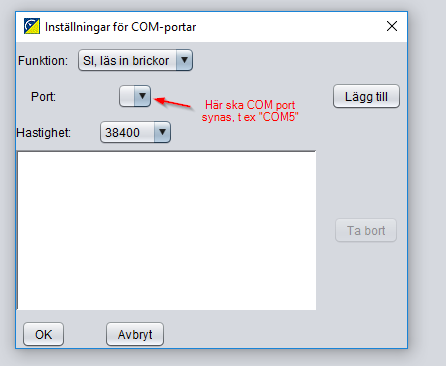 Inställningar för COM-portar
Funktion: SI, läs in brickor
Port:
Här ska COM port
synas, t ex "COM5"
Lägg till
Hastighet: 38400
Ta bort
OK Avbryt